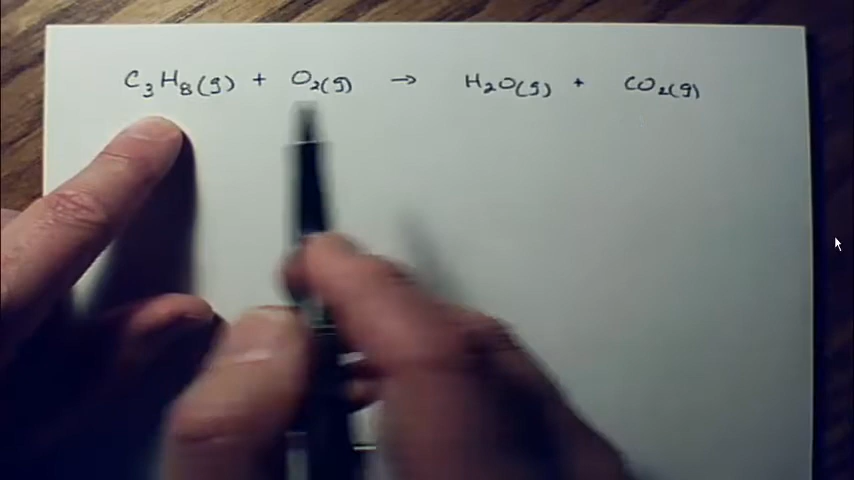 C₃H₈(g) + O₂(g) → H₂O(g) + CO₂(g)